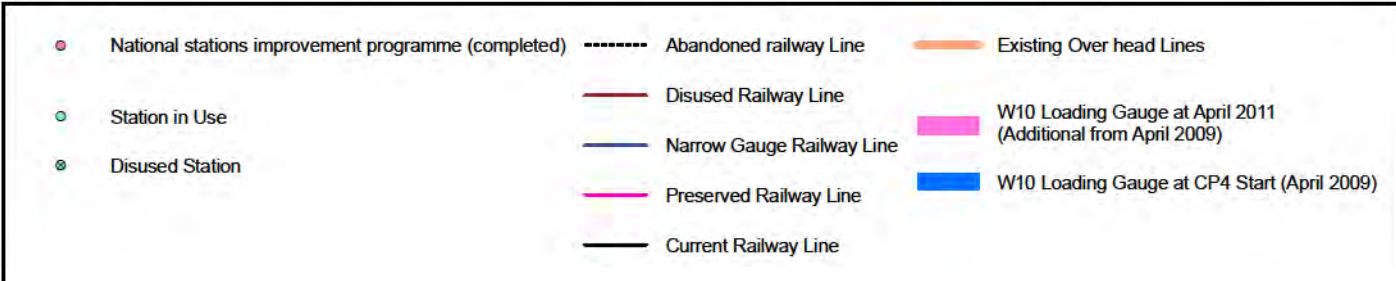 National stations improvement programme (completed)
Station in Use
Disused Station
Abandoned railway Line
Disused Railway Line
Narrow Gauge Railway Line
Preserved Railway Line
Current Railway Line
Existing Over head Lines
W10 Loading Gauge at April 2011
(Additional from April 2009)
W10 Loading Gauge at CP4 Start (April 2009)